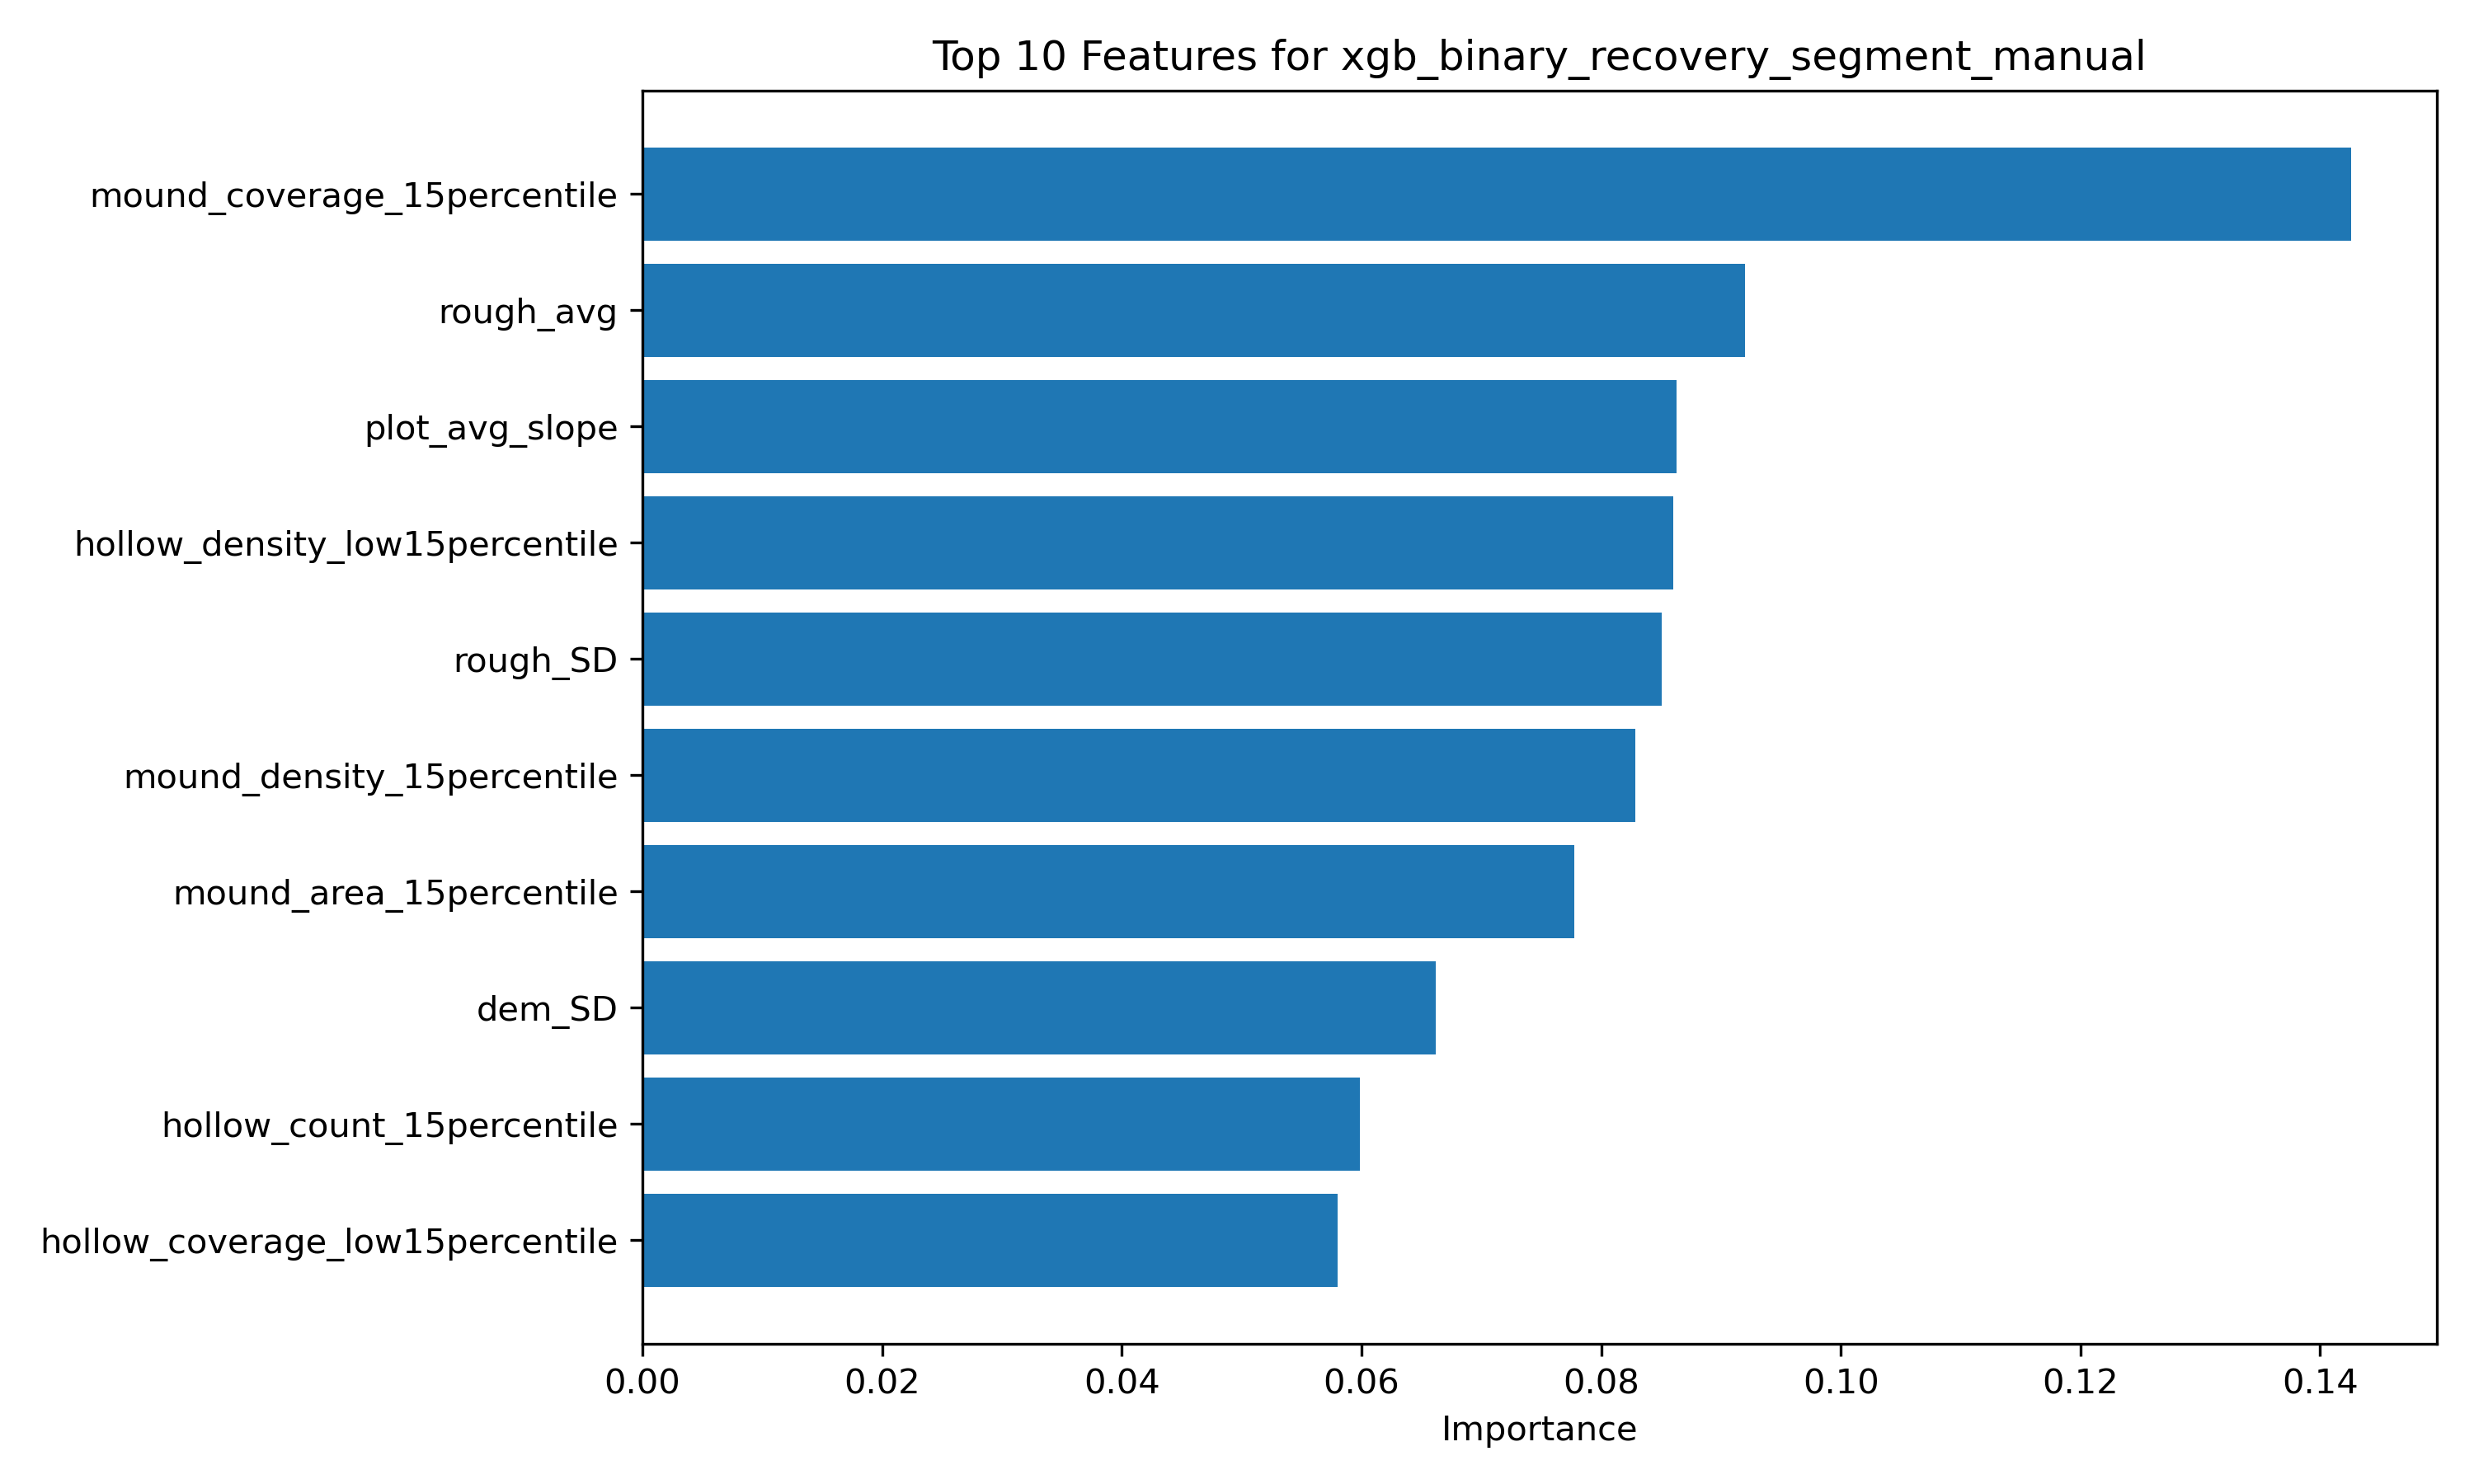 Top 10 Features for xgb_binary_recovery_segment_manual
mound_coverage_15percentile
rough_avg
plot_avg_slope
hollow_density_low15percentile
rough_SD
mound_density_15percentile
mound_area_15percentile
dem_SD
hollow_count_15percentile
hollow_coverage_low15percentile
0.00 0.02 0.04 0.06 0.08 0.10 0.12 0.14
Importance